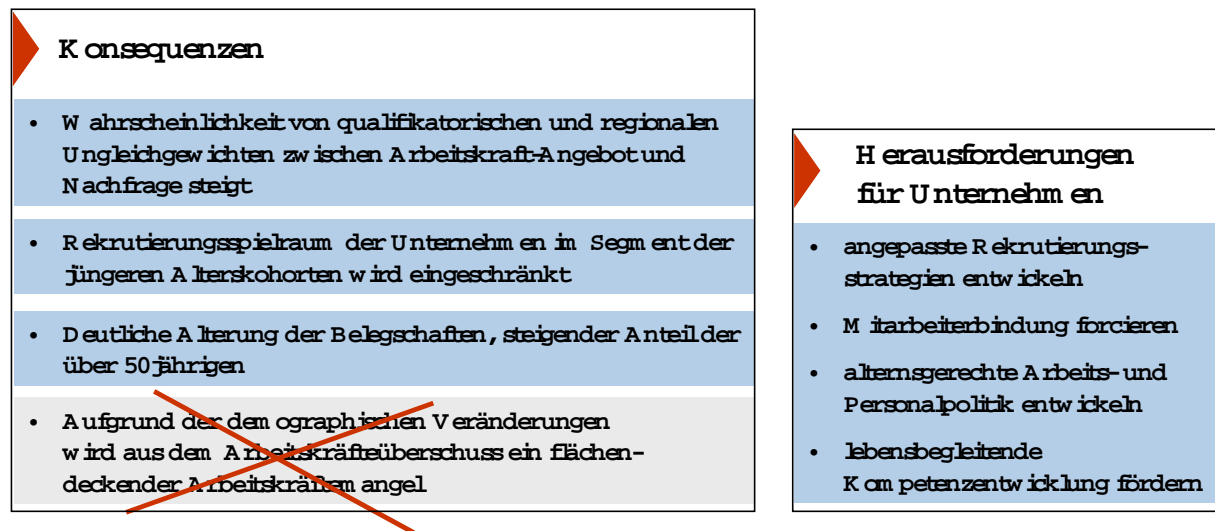 Konsequenzen
• Wahrscheinlichkeit von qualifikatorischen und regionalen
Ungleichgewichten zwischen Arbeitskraft-Angebot und
Nachfrage steigt
• Rekrutierungsspielraum der Unternehmen im Segment der
jüngeren Alterskohorten wird eingeschränkt
• Deutliche Alterung der Belegschaften, steigender Anteil der
über 50jährigen
• Aufgrund der demographischen Veränderungen
wird aus dem Arbeitskräfteüberschuss ein flächen-
deckender Arbeitskräftemangel
Herausforderungen
für Unternehmen
• angepasste Rekrutierungs-
strategien entwickeln
• Mitarbeiterbindung forcieren
• alternsgerechte Arbeits- und
Personalpolitik entwickeln
• lebensbegleitende
Kompetenzentwicklung fördern